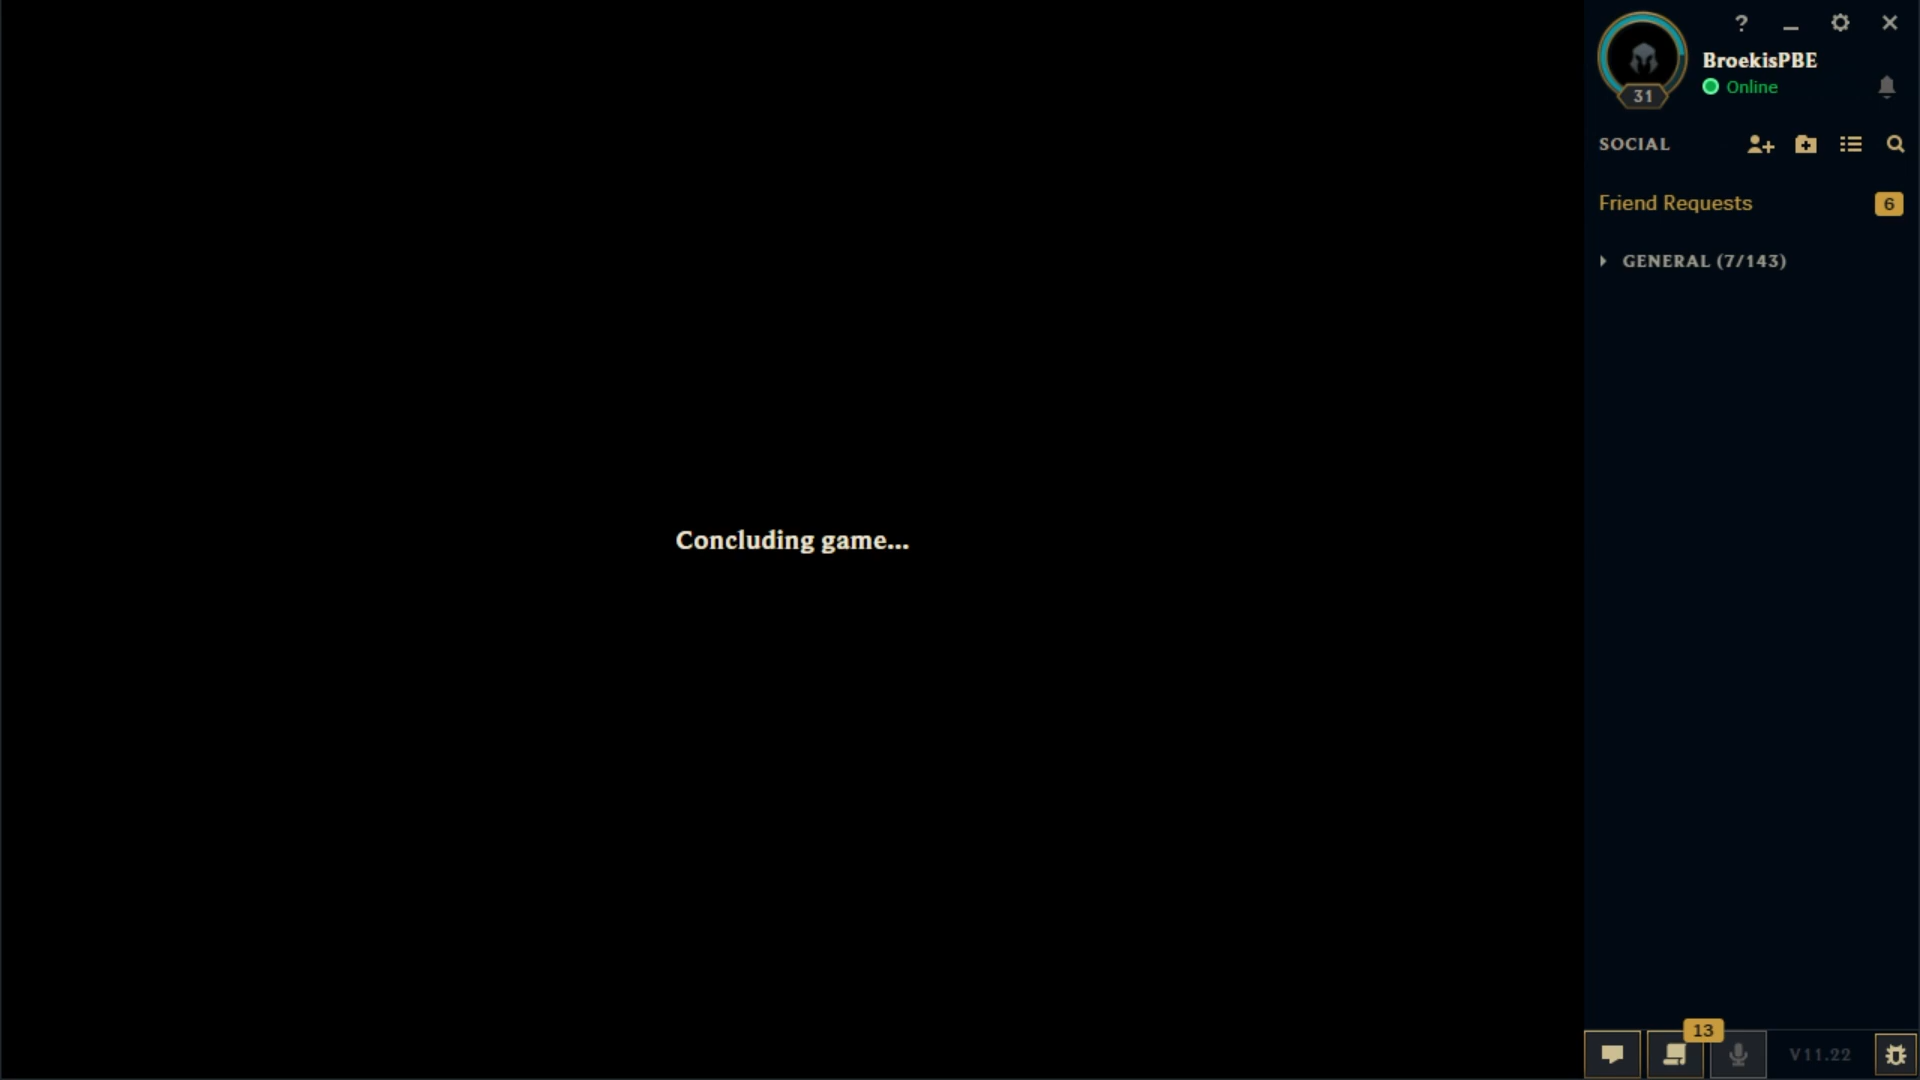 ?
BroekisPBE
Online
31
SOCIAL
Friend Requests 6
GENERAL (7/143)
Concluding game...
13
V11.22